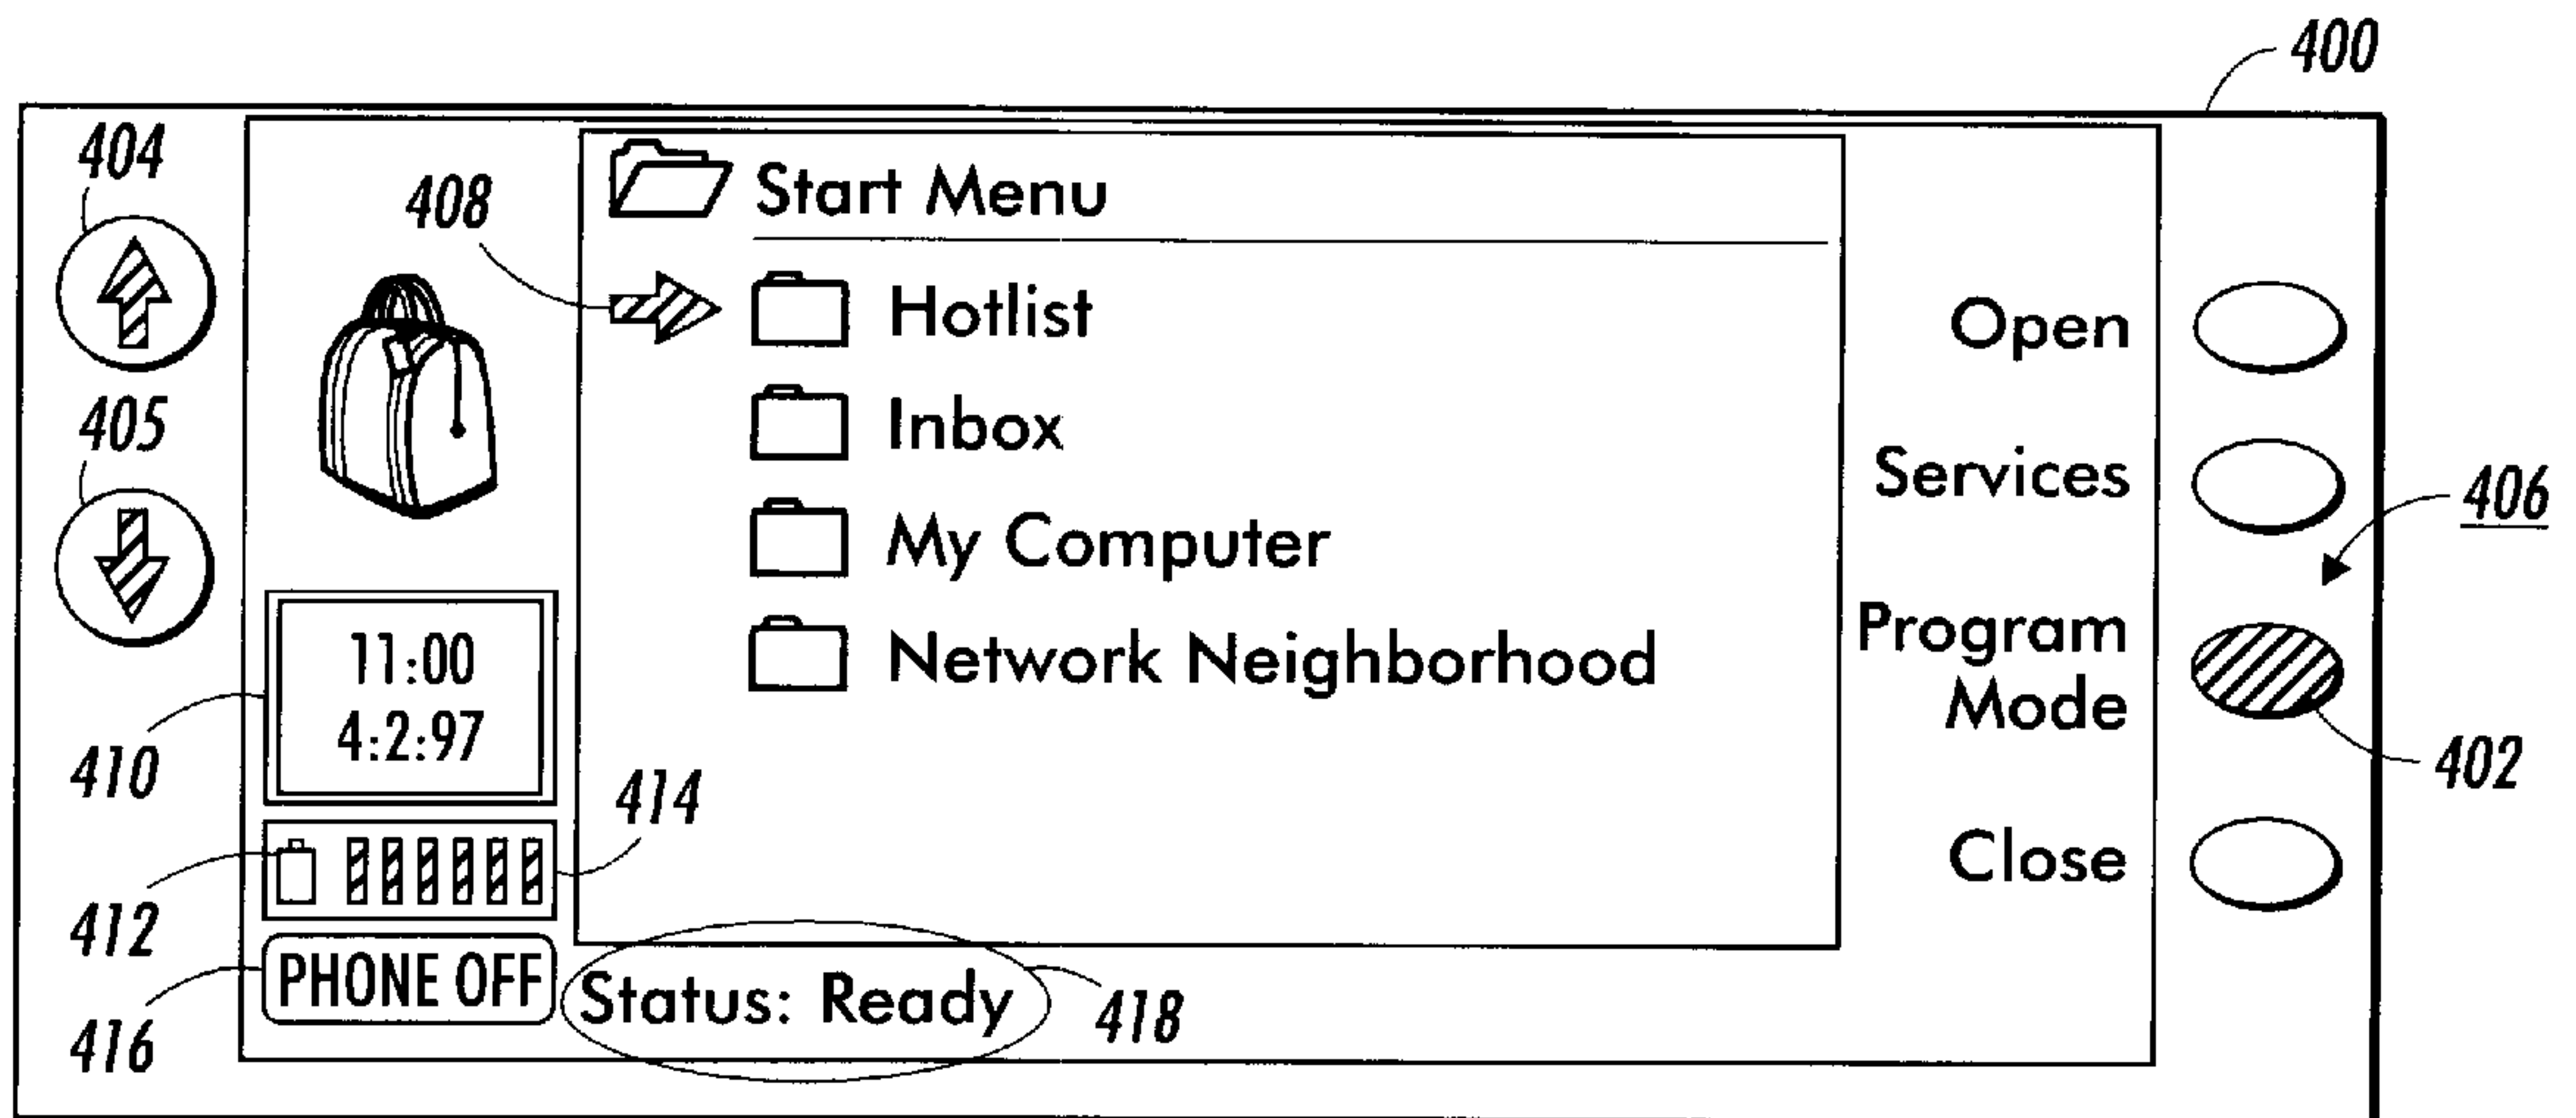 400
404
408
Start Menu
Hotlist
Open
405
Inbox
Services
406
My Computer
11:00
Network Neighborhood
Program
Mode
4:2:97
410
414
402
412
Close
PHONE OFF
Status: Ready
418
416